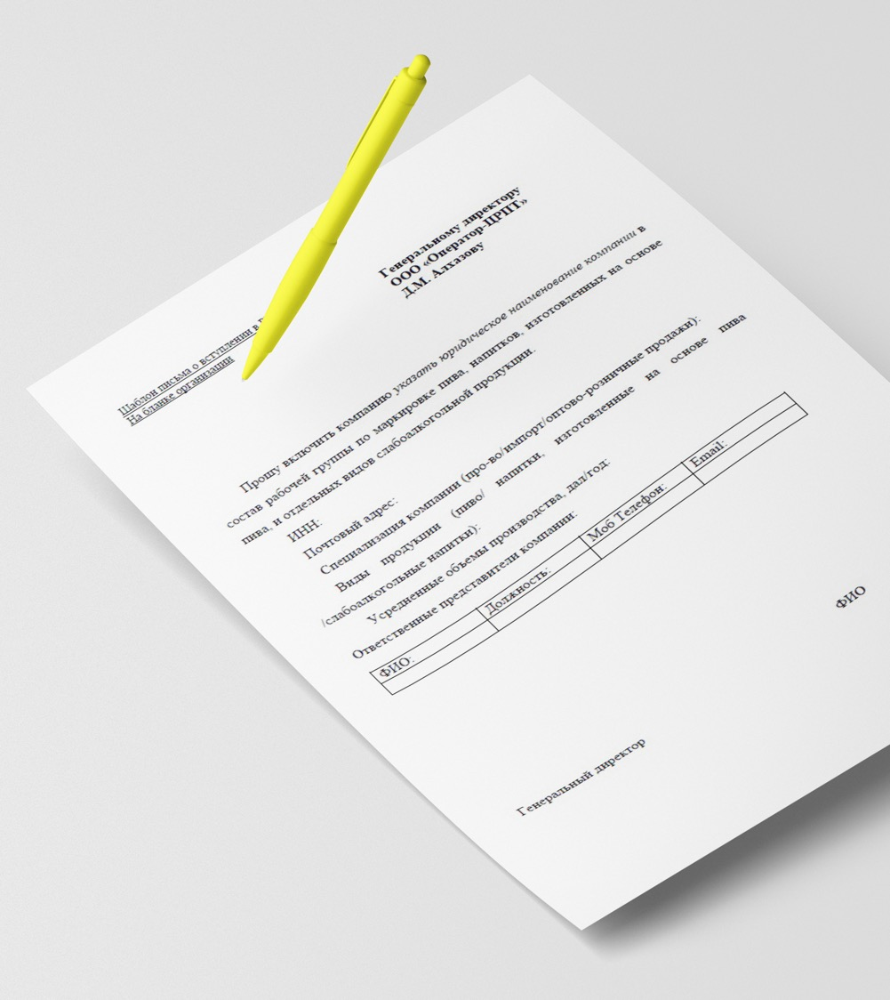 Шаблон письма о вступлении в
На бланке организации
Генеральному директору
ООО «Оператор-ЦРПТ»
Д.М. Алхазову
Прошу включить компанию указать юридическое наименование компании в
состав рабочей группы по маркировке пива, напитков, изготовленных на основе
пива, и отдельных видов слабоалкогольной продукции.
ИНН:
Почтовый адрес:
Специализация компании (про-во/импорт/оптово-розничные продажи):
Виды продукции (пиво/ напитки, изготовленные на основе пива
/слабоалкогольные напитки):
Усредненные объемы производства, дал/год:
Ответственные представители компании:
ФИО: Должность: Моб Телефон: Email:
Генеральный директор ФИО